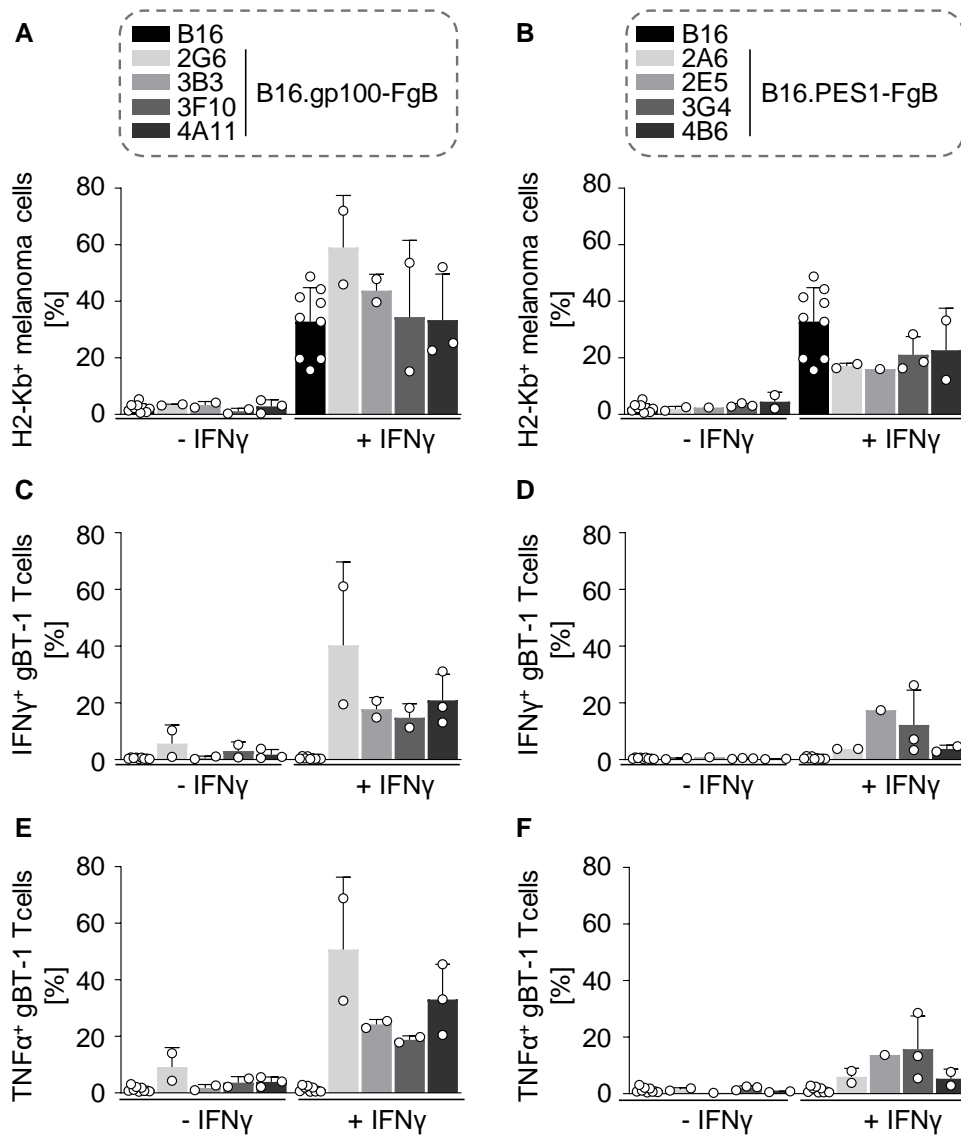 A
B16
2G6
3B3
3F10
4A11
B16.gp100-FgB
H2-Kb⁺ melanoma cells
[%]
80
60
40
20
0
- IFNγ
+ IFNγ
B
B16
2A6
2E5
3G4
4B6
B16.PES1-FgB
H2-Kb⁺ melanoma cells
[%]
80
60
40
20
0
- IFNγ
+ IFNγ
C
IFNγ⁺ gBT-1 Tcells
[%]
80
60
40
20
0
- IFNγ
+ IFNγ
D
IFNγ⁺ gBT-1 Tcells
[%]
80
60
40
20
0
- IFNγ
+ IFNγ
E
TNFα⁺ gBT-1 Tcells
[%]
80
60
40
20
0
- IFNγ
+ IFNγ
F
TNFα⁺ gBT-1 Tcells
[%]
80
60
40
20
0
- IFNγ
+ IFNγ